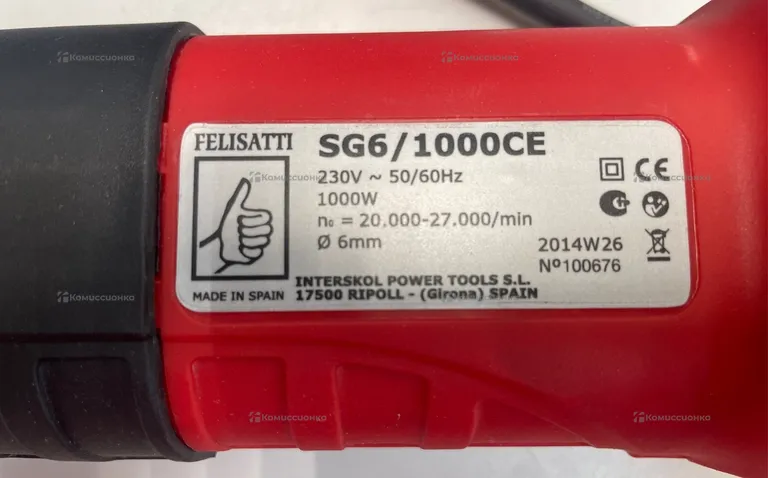 Комиссионко
Комиссионко
FELISATTI
SG6/1000CE
230V ~ 50/60Hz
1000W
n₀ = 20.000-27.000/min
Ø 6mm
2014W26
Nº100676
MADE IN SPAIN
INTERSKOL POWER TOOLS S.L.
17500 RIPOLL - (Girona) SPAIN
CE
Комиссионко
Комиссионко
Комиссионко
Комиссионко
Комиссионко